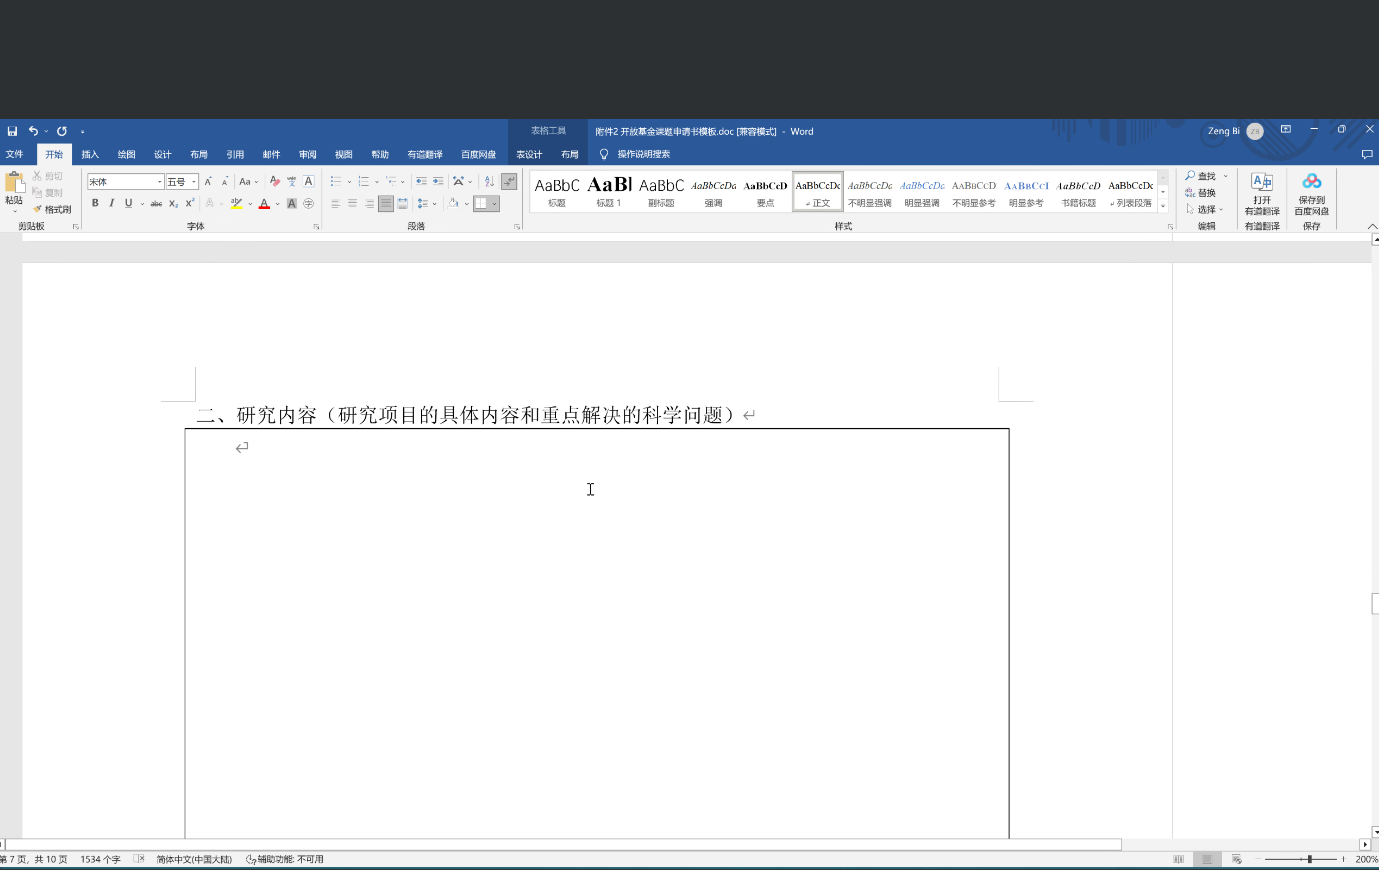 附件2 开放基金课题申请书模板.doc [兼容模式] - Word
表格工具
Zeng Bi
ZB
文件 开始 插入 绘图 设计 布局 引用 邮件 审阅 视图 帮助 有道翻译 百度网盘 表设计 布局 操作说明搜索
粘贴
剪切
复制
格式刷
剪贴板
宋体 五号
字体
段落
AaBbC AaBl AaBbC AaBbCcDa AaBbCcD AaBbCcDc AaBbCcDc AaBbCcDc AABBCCD AABBCCI AaBbCcD AaBbCcDc
标题 标题 1 副标题 强调 要点 正文 不明显强调 明显强调 不明显参考 明显参考 书籍标题 列表段落
样式
查找
替换
选择
编辑
打开
有道翻译
有道翻译
保存到
百度网盘
保存
二、研究内容（研究项目的具体内容和重点解决的科学问题）
第 7 页，共 10 页 1534 个字 简体中文(中国大陆) 辅助功能: 不可用 200%